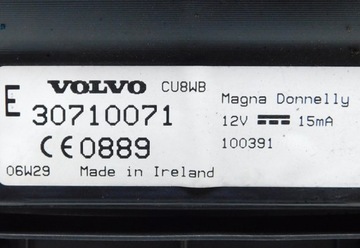 E VOLVO CU8WB
30710071
CE0889
06W29 Made in Ireland
Magna Donnelly
12V ⎓ 15mA
100391